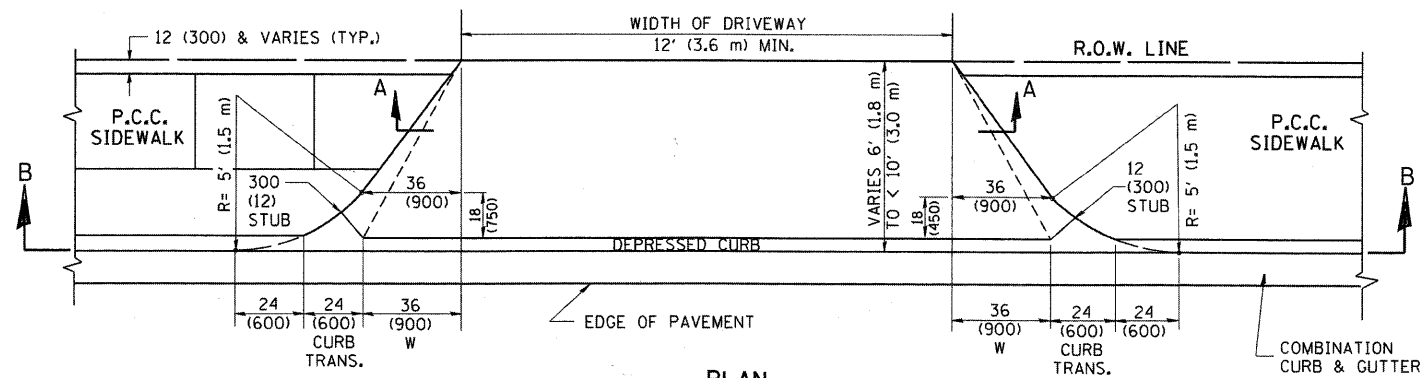 12 (300) & VARIES (TYP.)
WIDTH OF DRIVEWAY
12' (3.6 m) MIN.
R.O.W. LINE
A
A
P.C.C.
SIDEWALK
P.C.C.
SIDEWALK
R= 5' (1.5 m)
300
(12)
STUB
36
(900)
18
(750)
VARIES 6' (1.8 m)
TO < 10' (3.0 m)
36
(900)
18
(450)
12
(300)
STUB
R= 5' (1.5 m)
B
B
DEPRESSED CURB
24
(600)
24
(600)
CURB
TRANS.
36
(900)
W
EDGE OF PAVEMENT
36
(900)
W
24
(600)
CURB
TRANS.
24
(600)
COMBINATION
CURB & GUTTER
PLAN